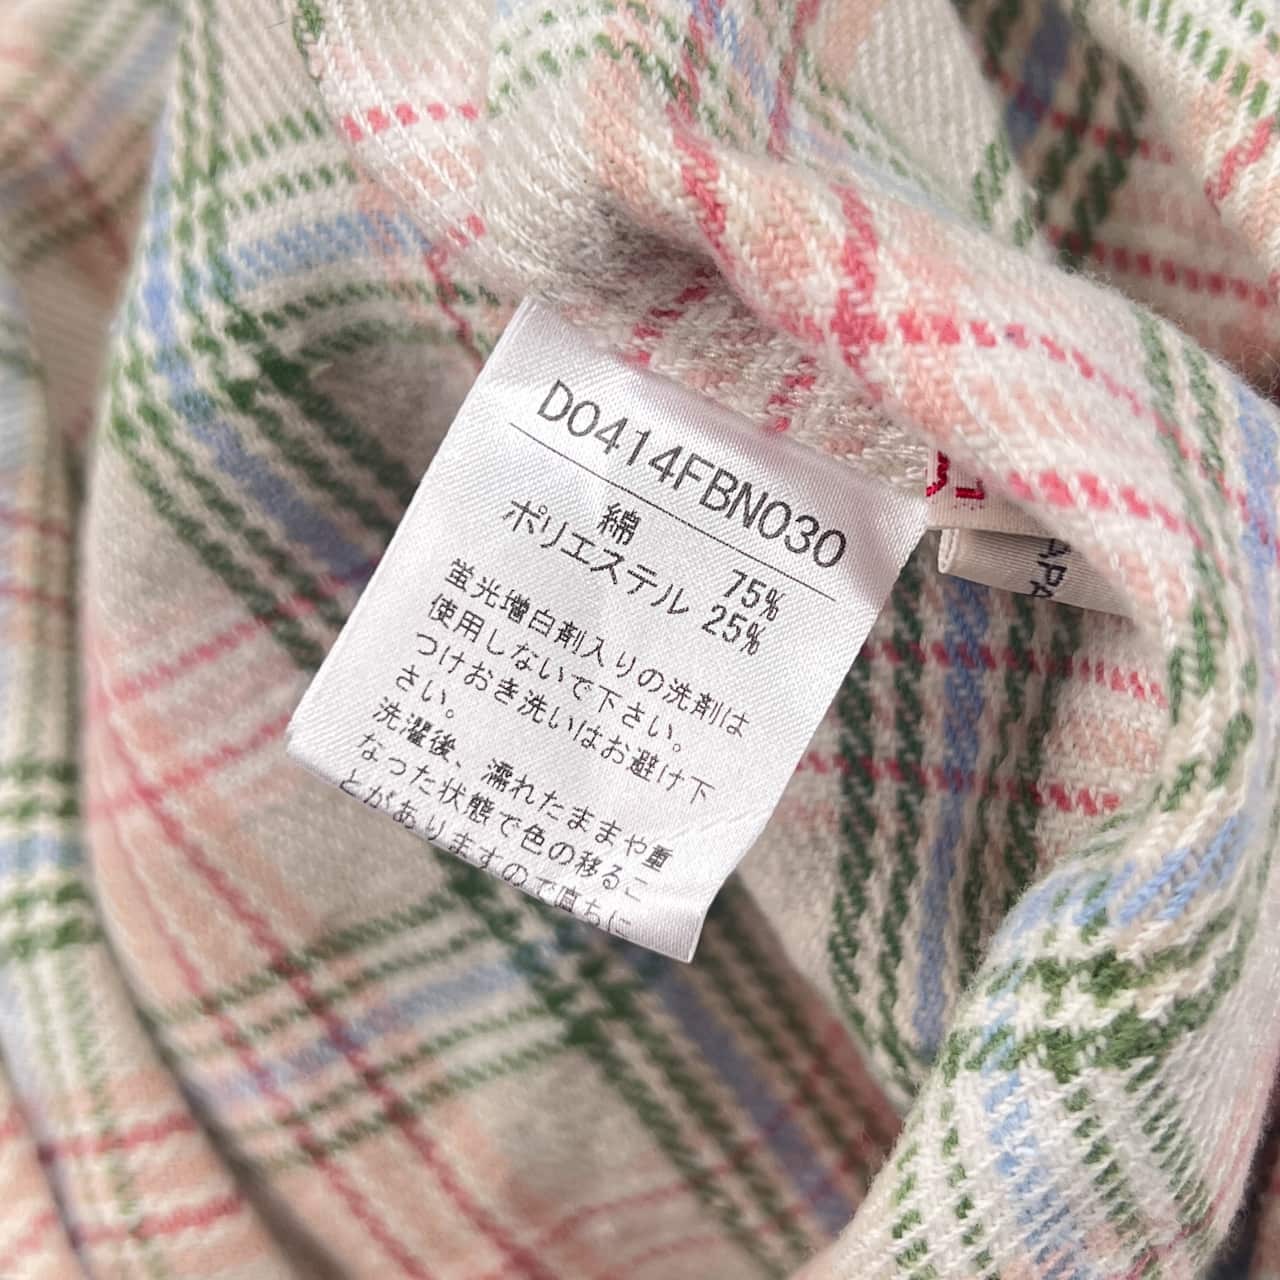 D0414FBN030
綿 75%
ポリエステル 25%
蛍光増白剤入りの洗剤は
使用しないで下さい。
つけおき洗いはお避け下
さい。
洗濯後、濡れたままや重
なった状態で色の移るこ
とがありますので直ちに